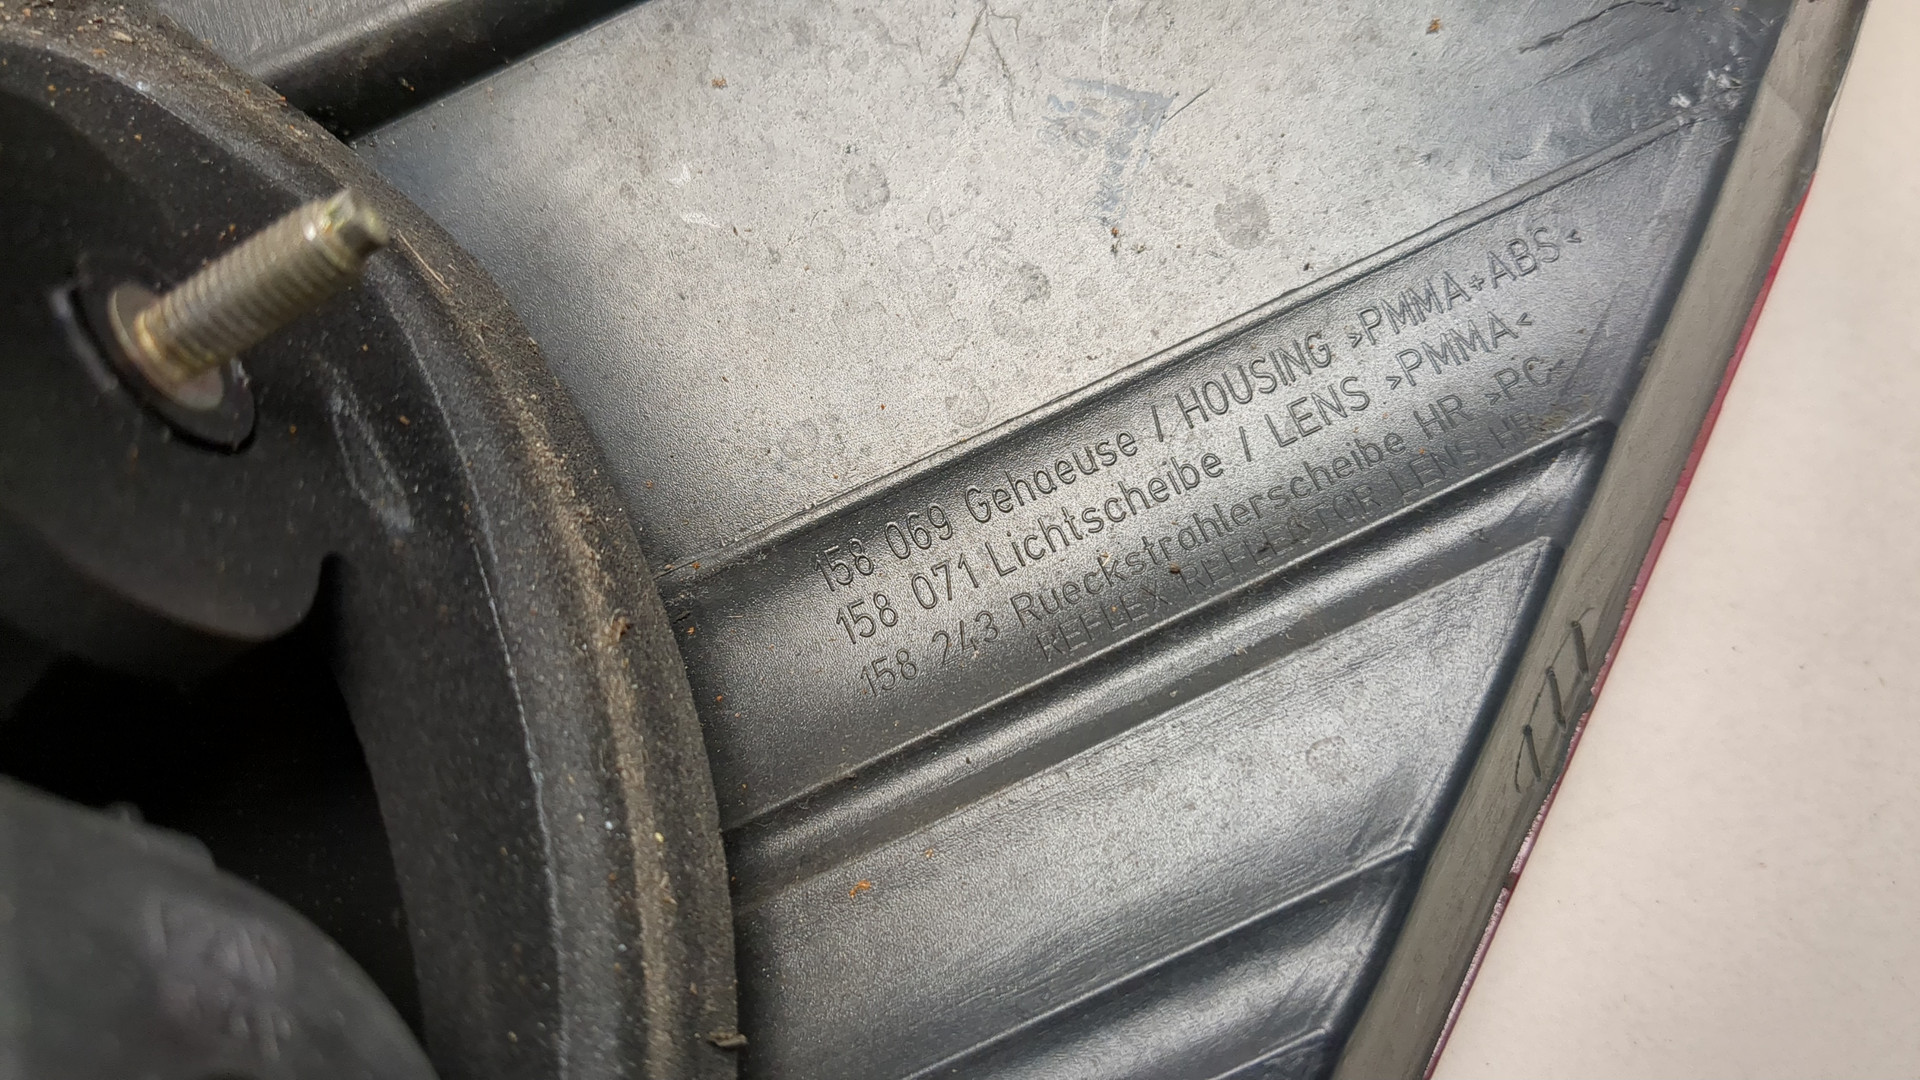 158 069 Gehaeuse / HOUSING >PMMA+ABS<
158 071 Lichtscheibe / LENS >PMMA<
158 243 Rueckstrahlerscheibe HR >PC<
REFLEX REFLEKTOR LENS HR